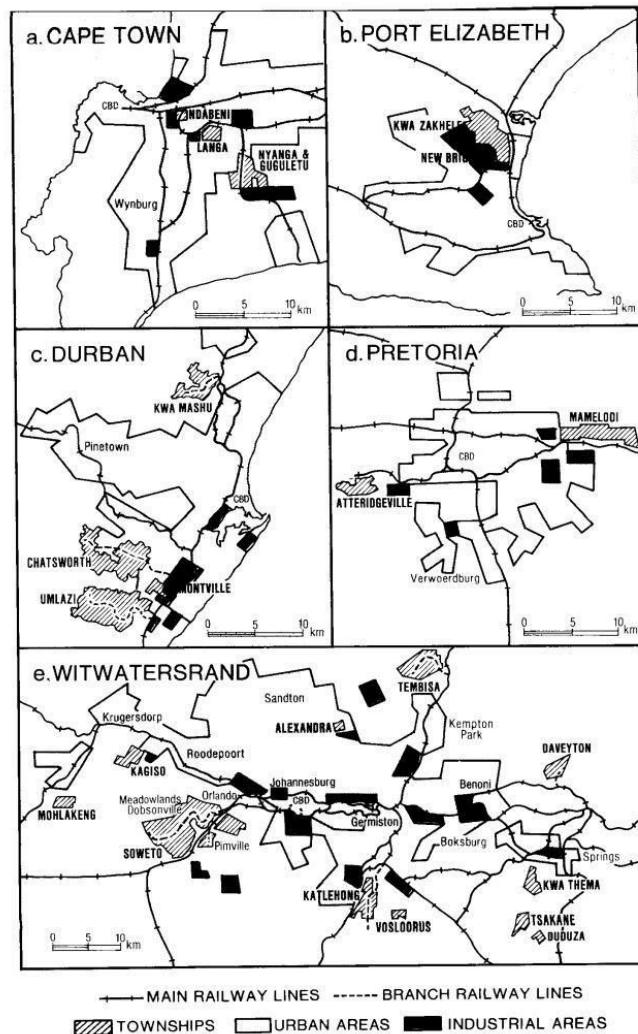 a. CAPE TOWN
CBD
NDABENI
LANGA
NYANGA &
GUGULETU
Wynburg
0 5 10
km
b. PORT ELIZABETH
KWA ZAKHELE
NEW BRIG
CBD
0 5 10
km
c. DURBAN
KWA MASHU
Pinetown
CBD
CHATSWORTH
MONTVILLE
UMLAZI
0 5 10
km
d. PRETORIA
MAMELODI
CBD
ATTERIDGEVILLE
Verwoerdburg
0 5 10
km
e. WITWATERSRAND
TEMBISA
Sandton
Krugersdorp
ALEXANDRA
Kempton
Park
Roodepoort
DAVEYTON
KAGISO
Johannesburg
Benoni
Orlando
CBD
MOHLAKENG
Meadowlands
Dobsonville
Germiston
Boksburg
SOWETO
Pimville
Springs
KATLEHONG
KWA THEMA
VOSLOORUS
TSAKANE
DUDUZA
0 5 10
km
MAIN RAILWAY LINES
BRANCH RAILWAY LINES
TOWNSHIPS
URBAN AREAS
INDUSTRIAL AREAS